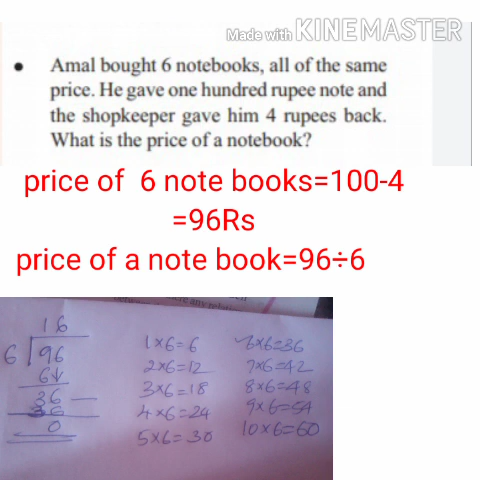 Made with KINEMASTER
• Amal bought 6 notebooks, all of the same
price. He gave one hundred rupee note and
the shopkeeper gave him 4 rupees back.
What is the price of a notebook?
price of 6 note books=100-4
=96Rs
price of a note book=96÷6
16
6 96
6↓
36
36
0
1×6=6
2×6=12
3×6=18
4×6=24
5×6=30
6×6=36
7×6=42
8×6=48
9×6=54
10×6=60